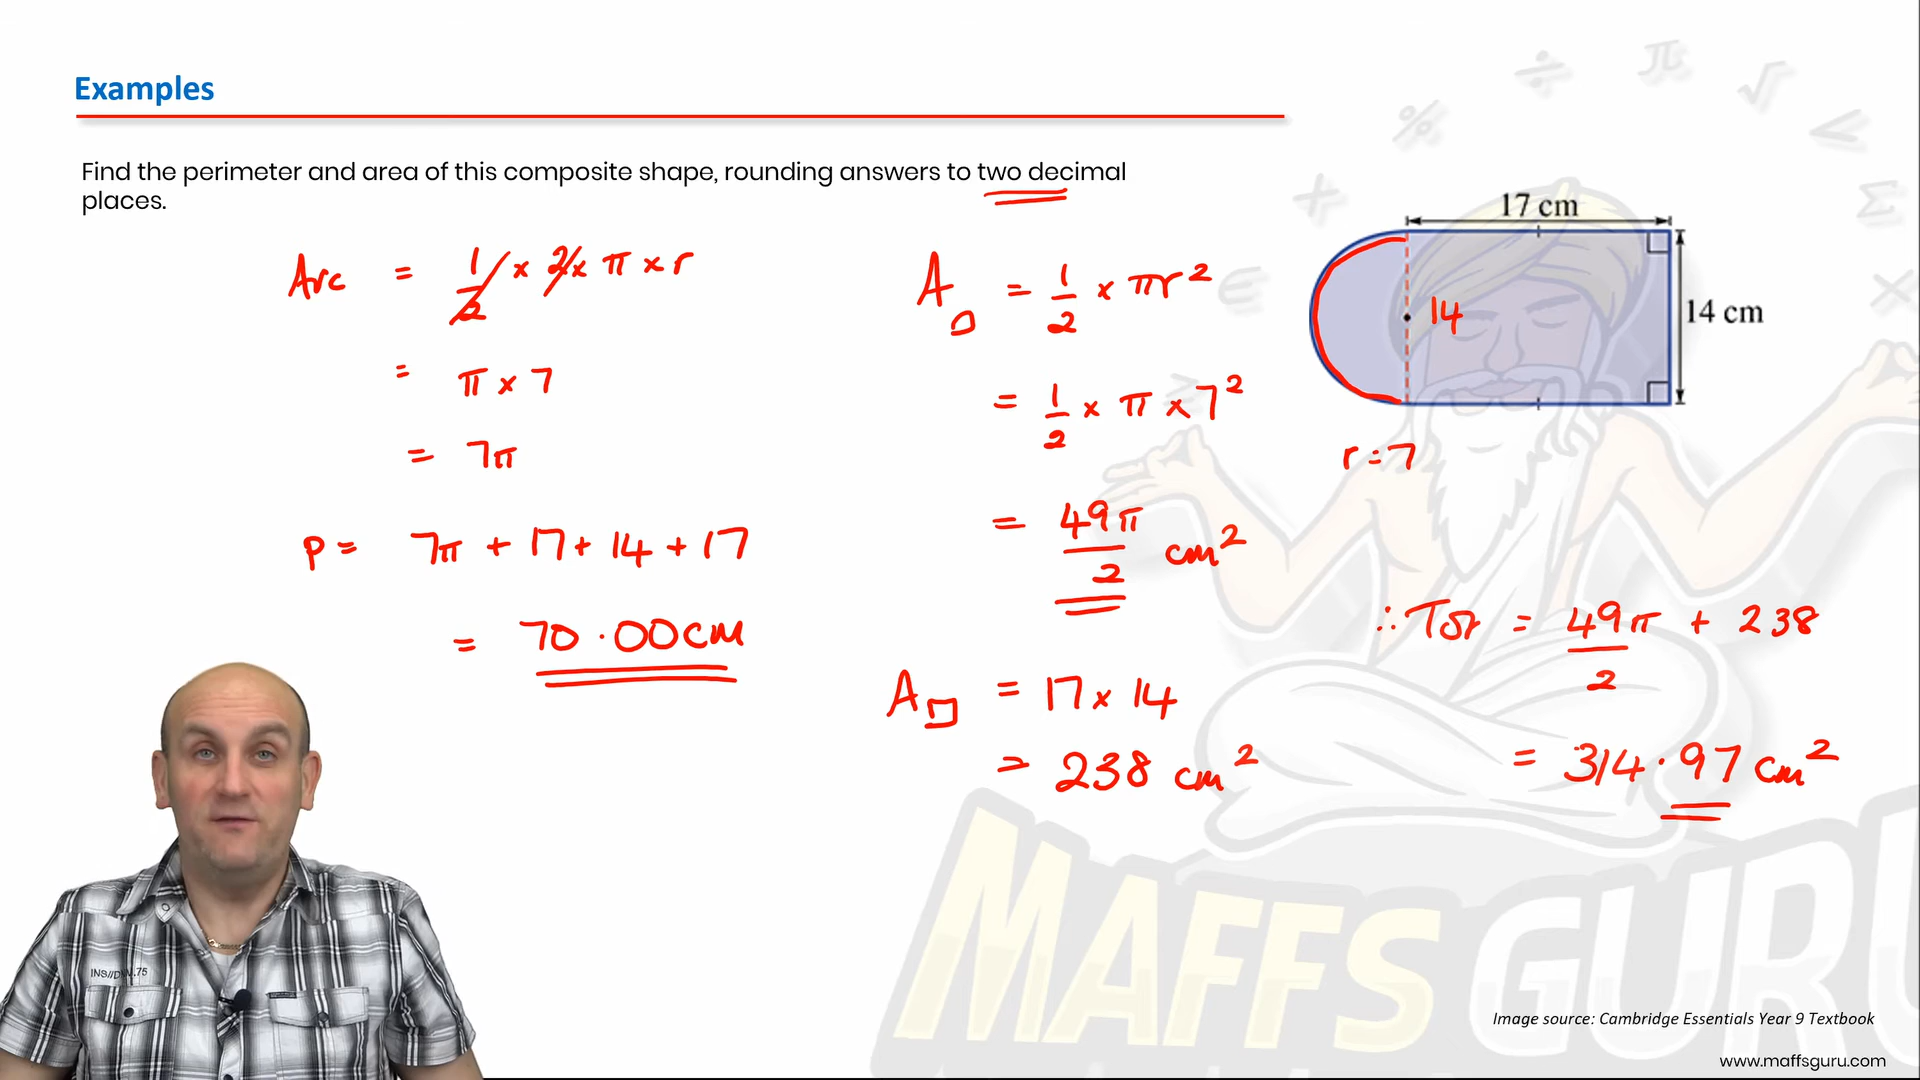 Examples
Find the perimeter and area of this composite shape, rounding answers to two decimal
places.
Arc = 1/2 × 2 × π × r
= π × 7
= 7π
P = 7π + 17 + 14 + 17
= 70.00cm
A = 1/2 × πr²
= 1/2 × π × 7²
= 49π/2 cm²
A□ = 17 × 14
= 238 cm²
17 cm
14
14 cm
r = 7
∴ Tot = 49π/2 + 238
= 314.97 cm²
INS//D
.75
MAFFS GURU
Image source: Cambridge Essentials Year 9 Textbook
www.maffsguru.com